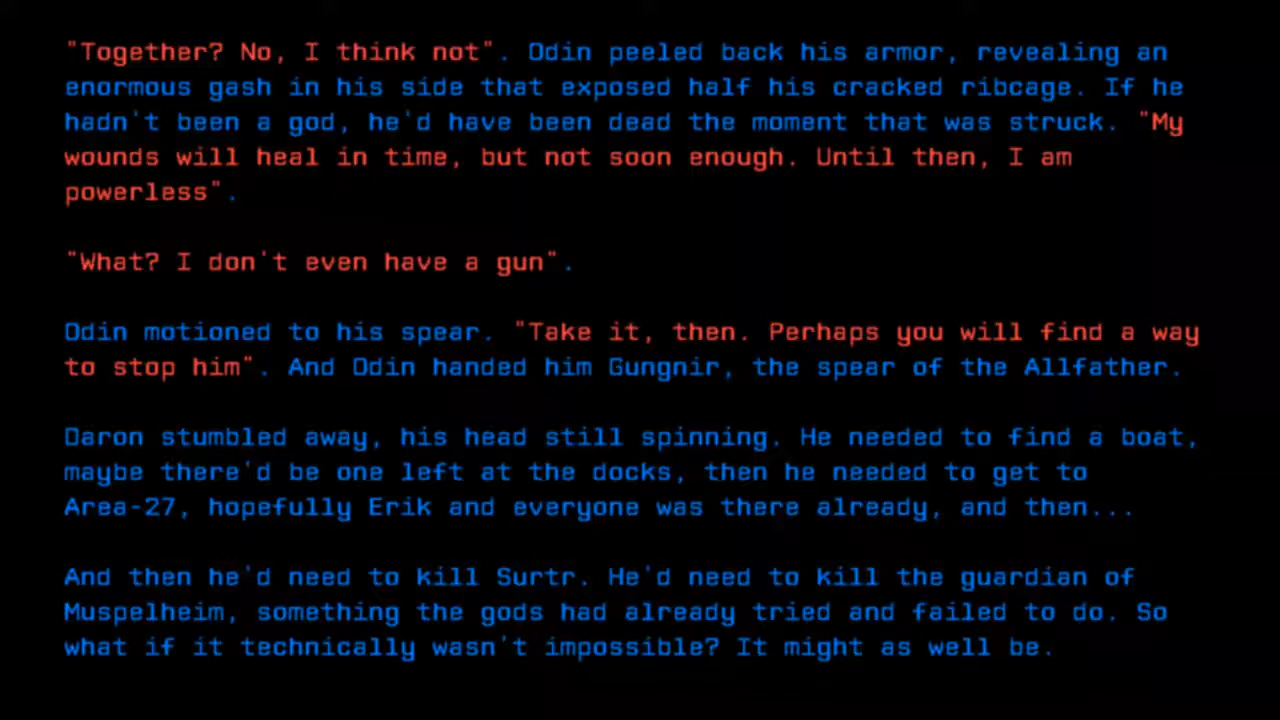 "Together? No, I think not". Odin peeled back his armor, revealing an
enormous gash in his side that exposed half his cracked ribcage. If he
hadn't been a god, he'd have been dead the moment that was struck. "My
wounds will heal in time, but not soon enough. Until then, I am
powerless".
"What? I don't even have a gun".
Odin motioned to his spear. "Take it, then. Perhaps you will find a way
to stop him". And Odin handed him Gungnir, the spear of the Allfather.
Daron stumbled away, his head still spinning. He needed to find a boat,
maybe there'd be one left at the docks, then he needed to get to
Area-27, hopefully Erik and everyone was there already, and then...
And then he'd need to kill Surtr. He'd need to kill the guardian of
Muspelheim, something the gods had already tried and failed to do. So
what if it technically wasn't impossible? It might as well be.